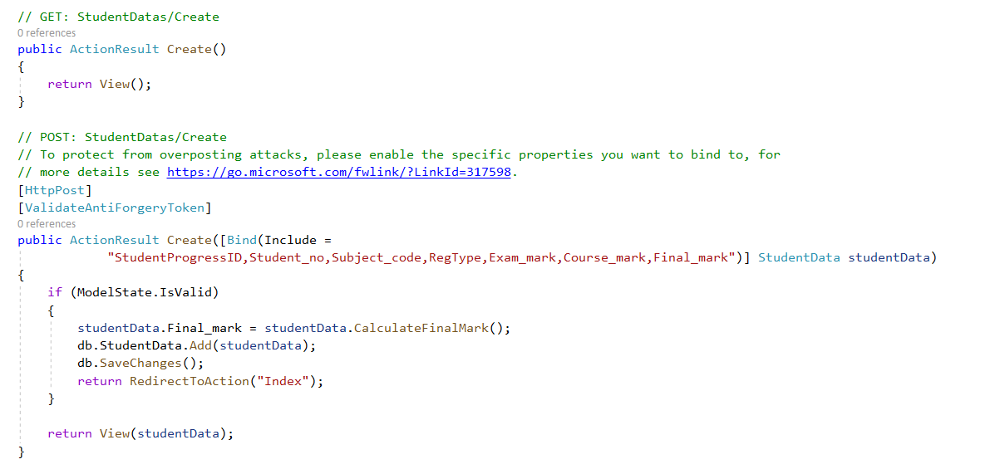 // GET: StudentDatas/Create
0 references
public ActionResult Create()
{
    return View();
}
// POST: StudentDatas/Create
// To protect from overposting attacks, please enable the specific properties you want to bind to, for
// more details see https://go.microsoft.com/fwlink/?LinkId=317598.
[HttpPost]
[ValidateAntiForgeryToken]
0 references
public ActionResult Create([Bind(Include =
            "StudentProgressID,Student_no,Subject_code,RegType,Exam_mark,Course_mark,Final_mark")] StudentData studentData)
{
    if (ModelState.IsValid)
    {
        studentData.Final_mark = studentData.CalculateFinalMark();
        db.StudentData.Add(studentData);
        db.SaveChanges();
        return RedirectToAction("Index");
    }
    return View(studentData);
}